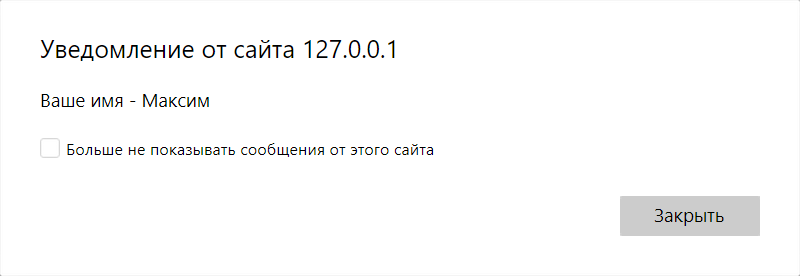 Уведомление от сайта 127.0.0.1
Ваше имя - Максим
Больше не показывать сообщения от этого сайта
Закрыть